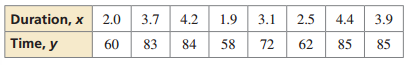 Duration, x 2.0 3.7 4.2 1.9 3.1 2.5 4.4 3.9
Time, y 60 83 84 58 72 62 85 85